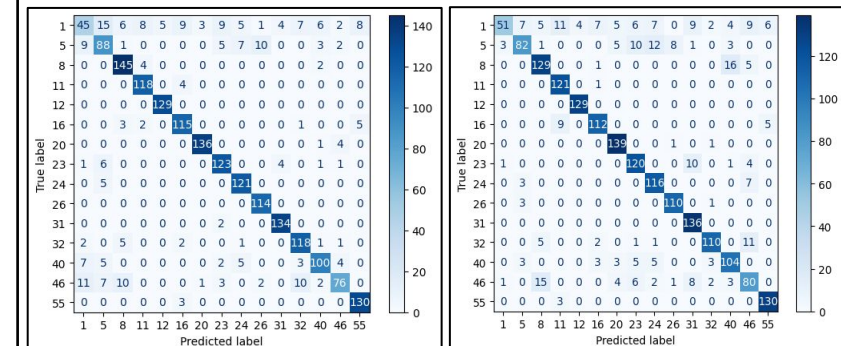 1 45 15 6 8 5 9 3 9 5 1 4 7 6 2 8
5 9 88 1 0 0 0 0 5 7 10 0 0 3 2 0
8 0 0 145 4 0 0 0 0 0 0 0 0 2 0 0
11 0 0 0 118 0 4 0 0 0 0 0 0 0 0 0
12 0 0 0 0 129 0 0 0 0 0 0 0 0 0 0
16 0 0 3 2 0 115 0 0 0 0 0 1 0 0 5
20 0 0 0 0 0 0 136 0 0 0 0 0 1 4 0
23 1 6 0 0 0 0 0 123 0 0 4 0 1 1 0
24 0 5 0 0 0 0 0 0 121 0 0 0 0 0 0
26 0 0 0 0 0 0 0 0 0 114 0 0 0 0 0
31 0 0 0 0 0 0 0 2 0 0 134 0 0 0 0
32 2 0 5 0 0 2 0 0 1 0 0 118 1 1 0
40 7 5 0 0 0 0 0 2 5 0 0 3 100 4 0
46 11 7 10 0 0 0 1 3 0 2 0 10 2 76 0
55 0 0 0 0 0 3 0 0 0 0 0 0 0 0 130
1 5 8 11 12 16 20 23 24 26 31 32 40 46 55
Predicted label
True label
140
120
100
80
60
40
20
0
1 51 7 5 11 4 7 5 6 7 0 9 2 4 9 6
5 3 82 1 0 0 0 5 10 12 8 1 0 3 0 0
8 0 0 129 0 0 1 0 0 0 0 0 0 16 5 0
11 0 0 0 121 0 1 0 0 0 0 0 0 0 0 0
12 0 0 0 0 129 0 0 0 0 0 0 0 0 0 0
16 0 0 0 9 0 112 0 0 0 0 0 0 0 0 5
20 0 0 0 0 0 0 139 0 0 1 0 1 0 0 0
23 1 0 0 0 0 0 0 120 0 0 10 0 1 4 0
24 0 3 0 0 0 0 0 0 116 0 0 0 0 7 0
26 0 3 0 0 0 0 0 0 0 110 0 1 0 0 0
31 0 0 0 0 0 0 0 0 0 0 136 0 0 0 0
32 0 0 5 0 0 2 0 1 1 0 0 110 0 11 0
40 0 3 0 0 0 3 3 5 5 0 0 3 104 0 0
46 1 0 15 0 0 0 4 6 2 1 8 2 3 80 0
55 0 0 0 3 0 0 0 0 0 0 0 0 0 0 130
1 5 8 11 12 16 20 23 24 26 31 32 40 46 55
Predicted label
True label
120
100
80
60
40
20
0